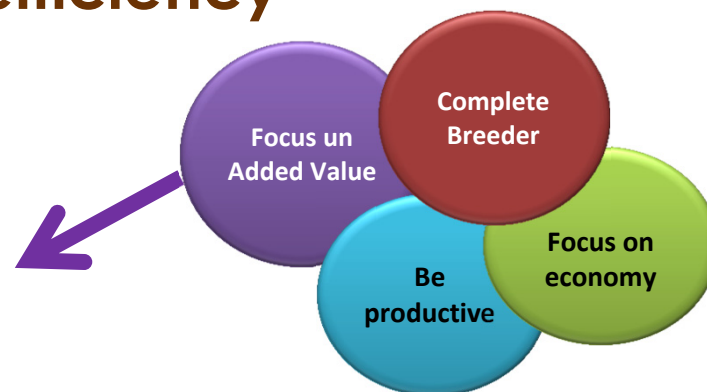 efficiency
Complete
Breeder
Focus un
Added Value
Focus on
economy
Be
productive